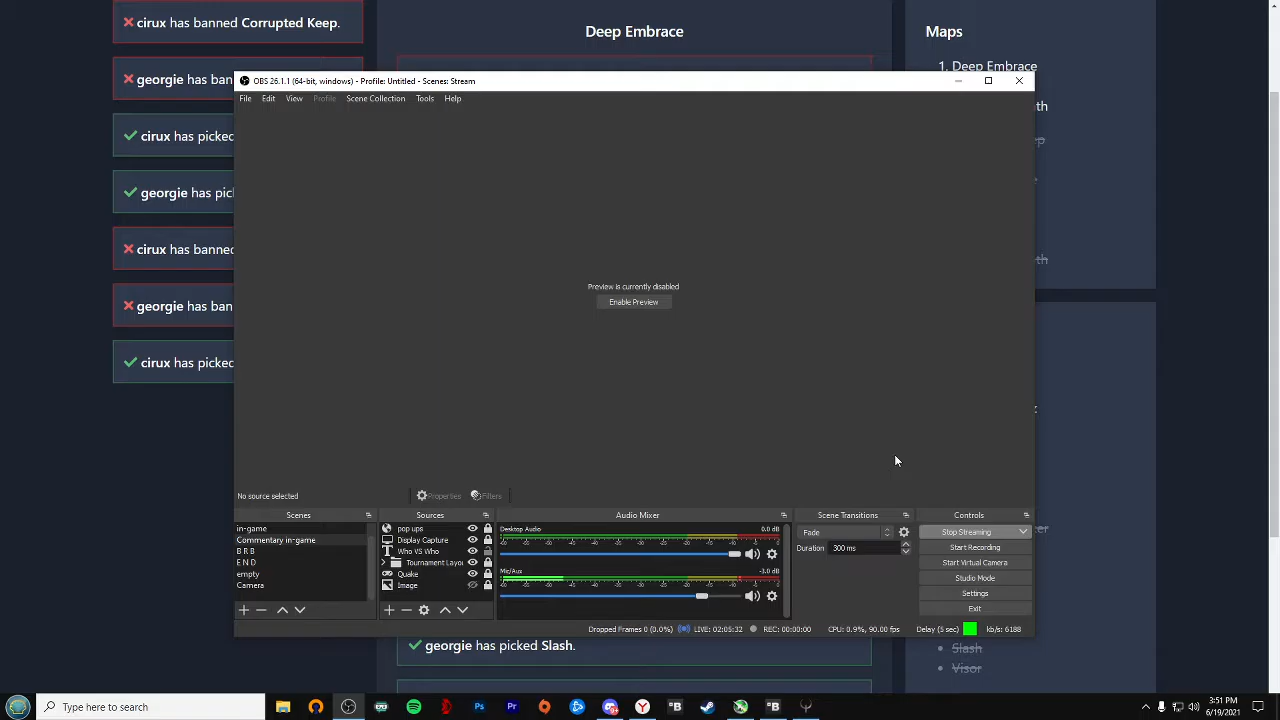 cirux has banned Corrupted Keep.
Deep Embrace
Maps
1. Deep Embrace
georgie has ban
OBS 26.1.1 (64-bit, windows) - Profile: Untitled - Scenes: Stream
File Edit View Profile Scene Collection Tools Help
cirux has picked
georgie has pick
cirux has banned
georgie has ban
cirux has picked
Preview is currently disabled
Enable Preview
No source selected
Properties
Filters
Scenes
in-game
Commentary in-game
B R B
E N D
empty
Camera
Sources
pop ups
Display Capture
Who VS Who
Tournament Layo
Quake
Image
Audio Mixer
Desktop Audio 0.0 dB
Mic/Aux -3.0 dB
Scene Transitions
Fade
Duration 300 ms
Controls
Stop Streaming
Start Recording
Start Virtual Camera
Studio Mode
Settings
Exit
Dropped Frames 0 (0.0%) LIVE: 02:05:32 REC: 00:00:00 CPU: 0.9%, 90.00 fps Delay (5 sec) kb/s: 6188
georgie has picked Slash.
Slash
Visor
Type here to search
3:51 PM
6/19/2021